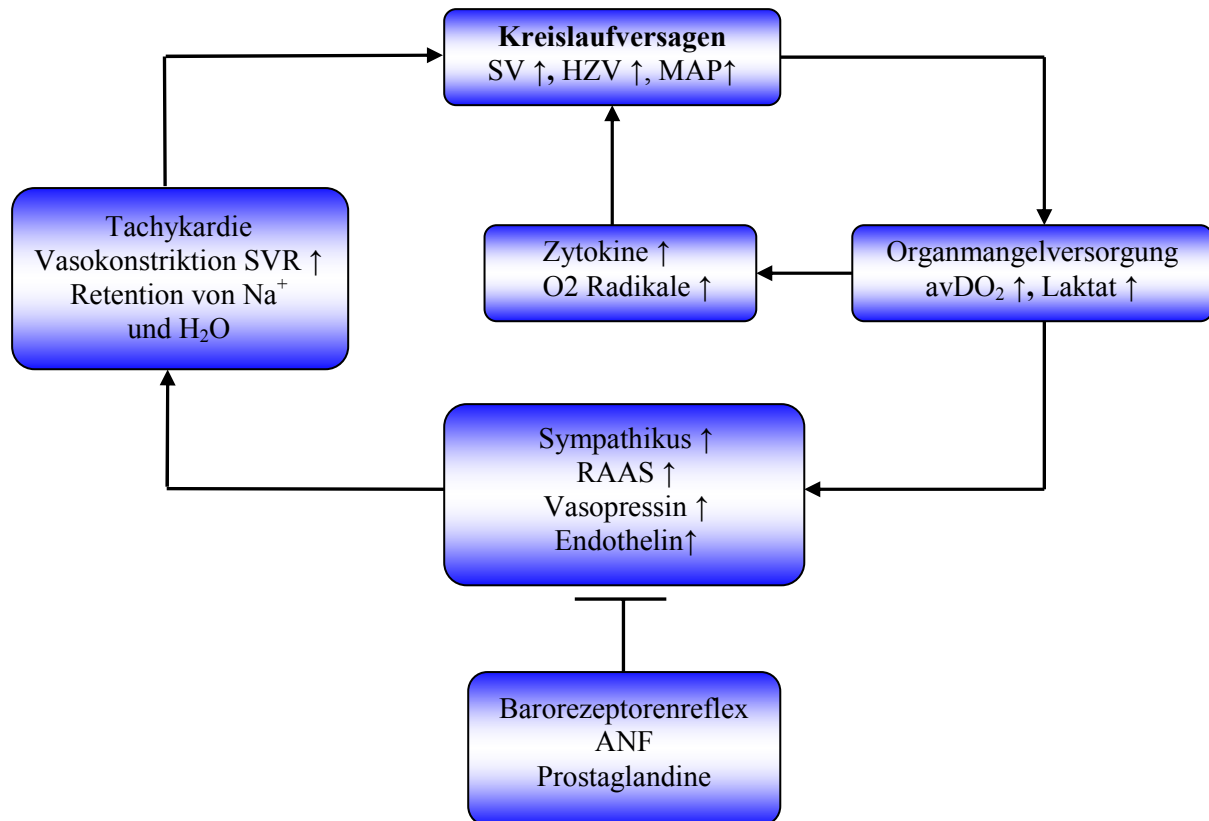 Kreislaufversagen
SV ↑, HZV ↑, MAP↑
Tachykardie
Vasokonstriktion SVR ↑
Retention von Na⁺
und H₂O
Zytokine ↑
O2 Radikale ↑
Organmangelversorgung
avDO₂ ↑, Laktat ↑
Sympathikus ↑
RAAS ↑
Vasopressin ↑
Endothelin↑
Barorezeptorenreflex
ANF
Prostaglandine